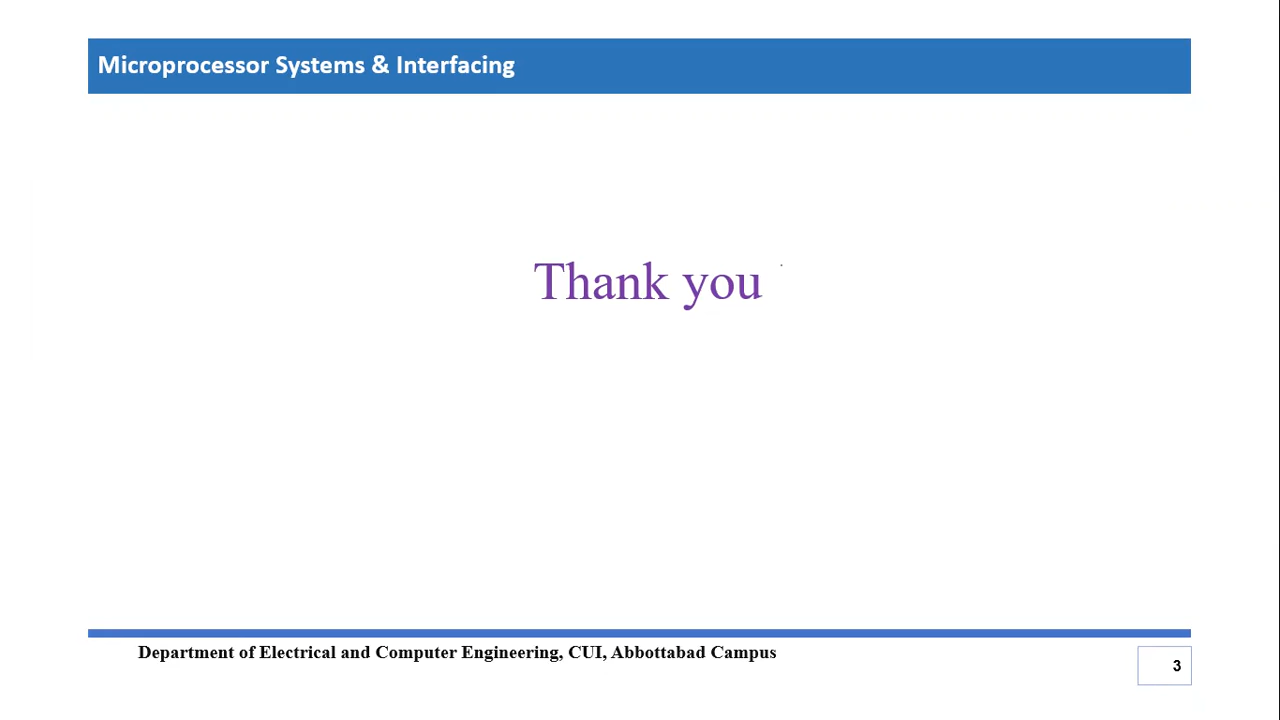 Microprocessor Systems & Interfacing
Thank you
Department of Electrical and Computer Engineering, CUI, Abbottabad Campus
3